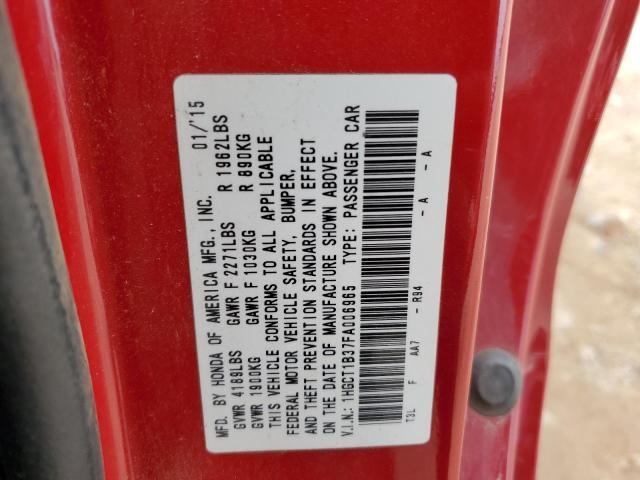 MFD. BY HONDA OF AMERICA MFG., INC. 01/'15
GVWR 4189LBS GAWR F 2271LBS R 1962LBS
GVWR 1900KG GAWR F 1030KG R 890KG
THIS VEHICLE CONFORMS TO ALL APPLICABLE
FEDERAL MOTOR VEHICLE SAFETY, BUMPER,
AND THEFT PREVENTION STANDARDS IN EFFECT
ON THE DATE OF MANUFACTURE SHOWN ABOVE.
V.I.N.: 1HGCT1B37FA006965 TYPE: PASSENGER CAR
T3L F AA7 - R94 - A - A